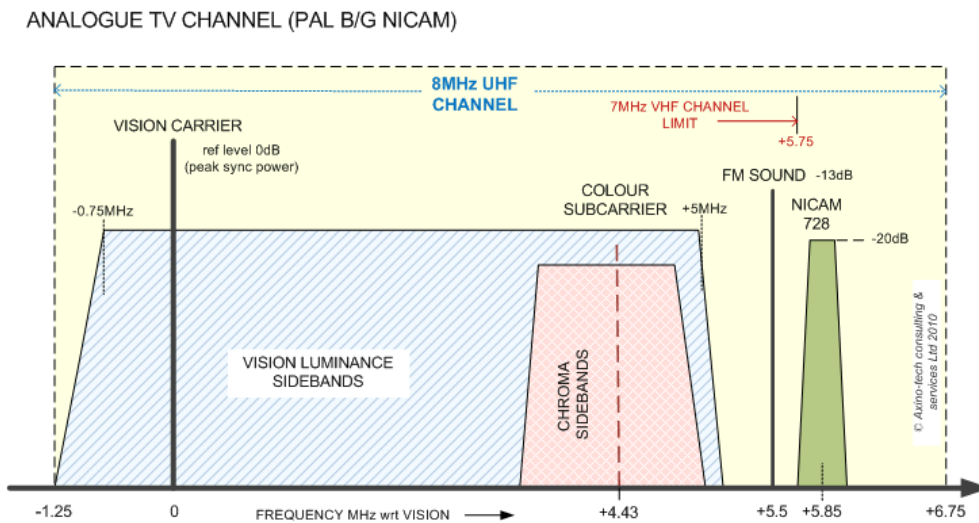 ANALOGUE TV CHANNEL (PAL B/G NICAM)
8MHz UHF
CHANNEL
7MHz VHF CHANNEL
LIMIT
+5.75
VISION CARRIER
ref level 0dB
(peak sync power)
FM SOUND -13dB
-0.75MHz
COLOUR
SUBCARRIER
+5MHz
NICAM
728
-20dB
VISION LUMINANCE
SIDEBANDS
CHROMA
SIDEBANDS
© Axino-tech consulting &
services Ltd 2010
-1.25 0 FREQUENCY MHz wrt VISION +4.43 +5.5 +5.85 +6.75